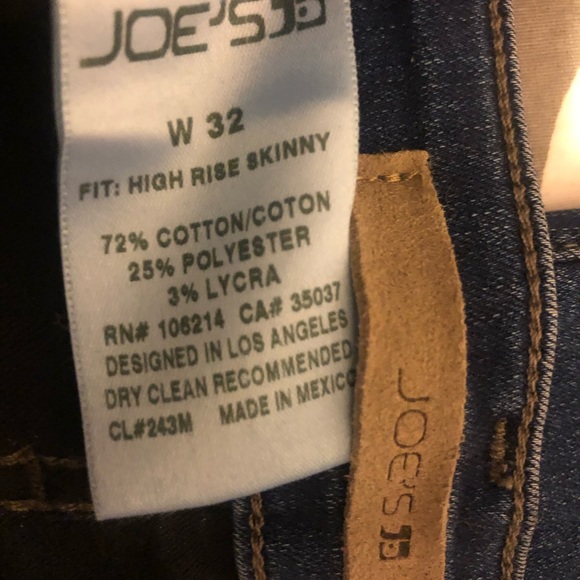 JOE'S
W 32
FIT: HIGH RISE SKINNY
72% COTTON/COTON
25% POLYESTER
3% LYCRA
RN# 106214 CA# 35037
DESIGNED IN LOS ANGELES
DRY CLEAN RECOMMENDED
CL#243M MADE IN MEXICO
JOE'S